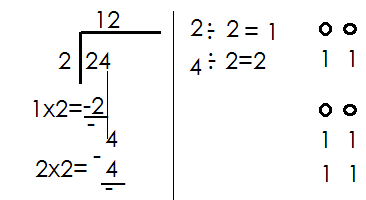 12
2 24
1x2= -2
-
4
2x2= - 4
-
2 ÷ 2 = 1
4 ÷ 2=2
o o
1 1
o o
1 1
1 1